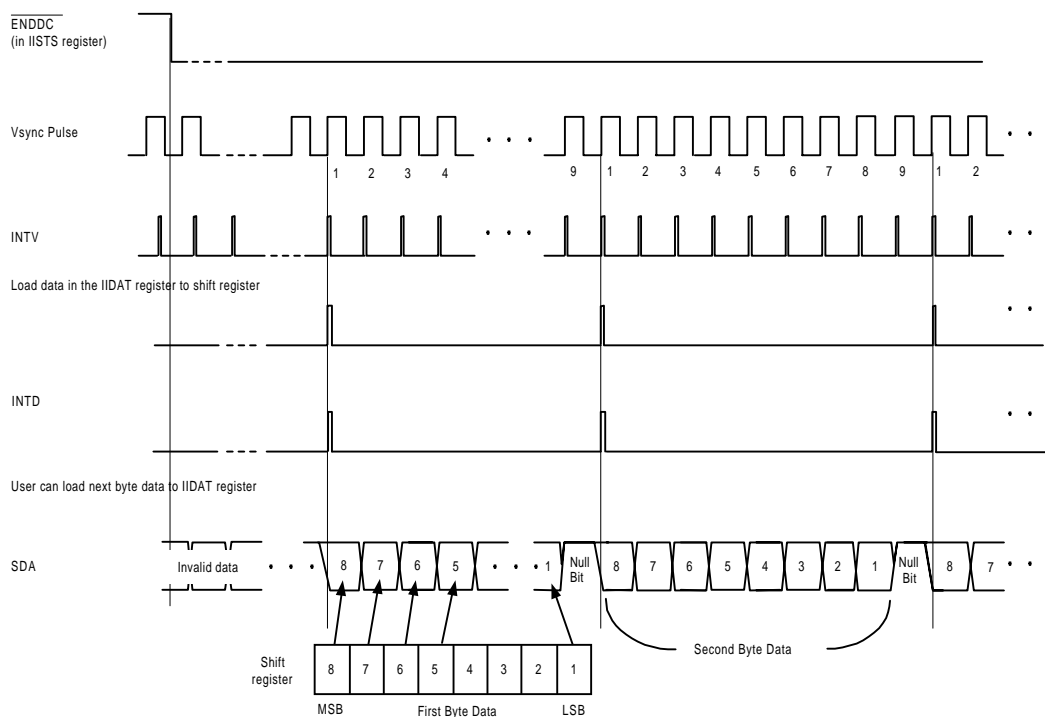 ENDDC
(in IISTS register)
Vsync Pulse
1 2 3 4 9 1 2 3 4 5 6 7 8 9 1 2
INTV
Load data in the IIDAT register to shift register
INTD
User can load next byte data to IIDAT register
SDA
Invalid data 8 7 6 5 1 Null Bit 8 7 6 5 4 3 2 1 Null Bit 8 7
Second Byte Data
Shift register
8 7 6 5 4 3 2 1
MSB First Byte Data LSB